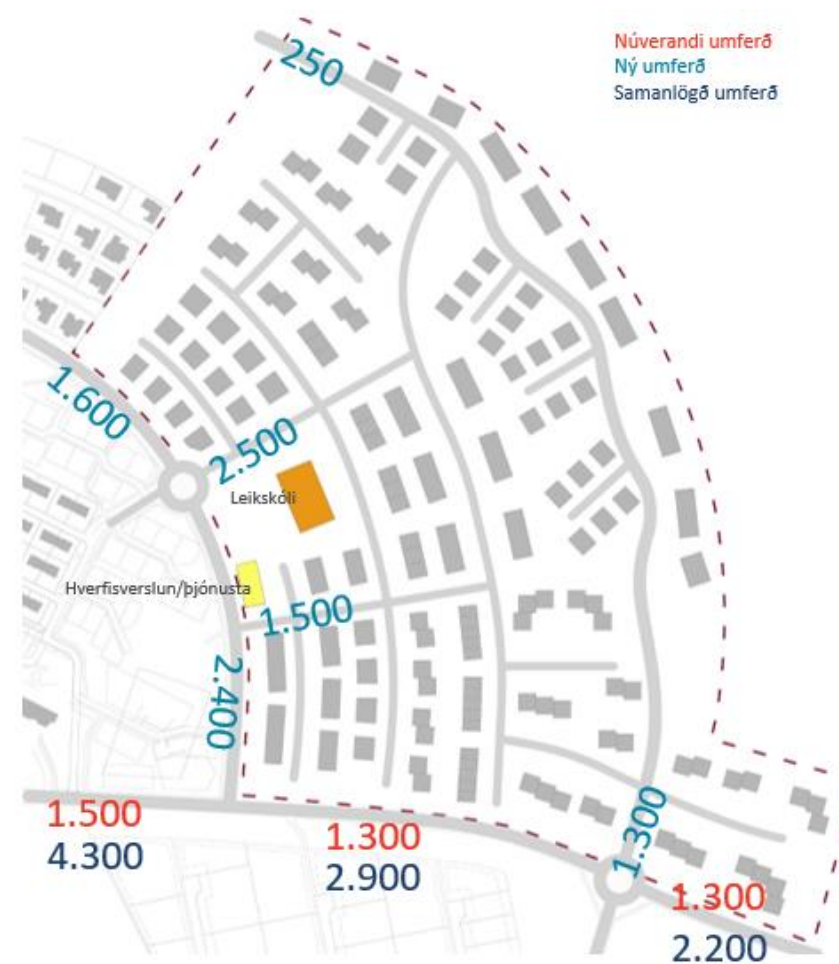 Núverandi umferð
Ný umferð
Samanlögð umferð
250
1.600
2.500
Leikskóli
Hverfisverslun/þjónusta
1.500
2.400
1.500
4.300
1.300
2.900
1.300
1.300
2.200